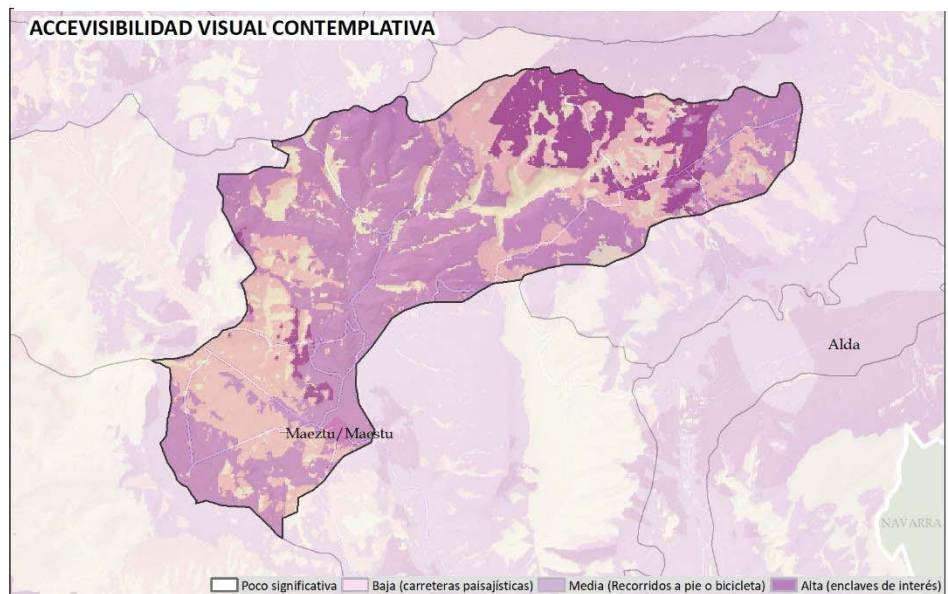 ACCEVISIBILIDAD VISUAL CONTEMPLATIVA
Alda
Maeztu/Maestu
NAVARRA
Poco significativa
Baja (carreteras paisajísticas)
Media (Recorridos a pie o bicicleta)
Alta (enclaves de interés)